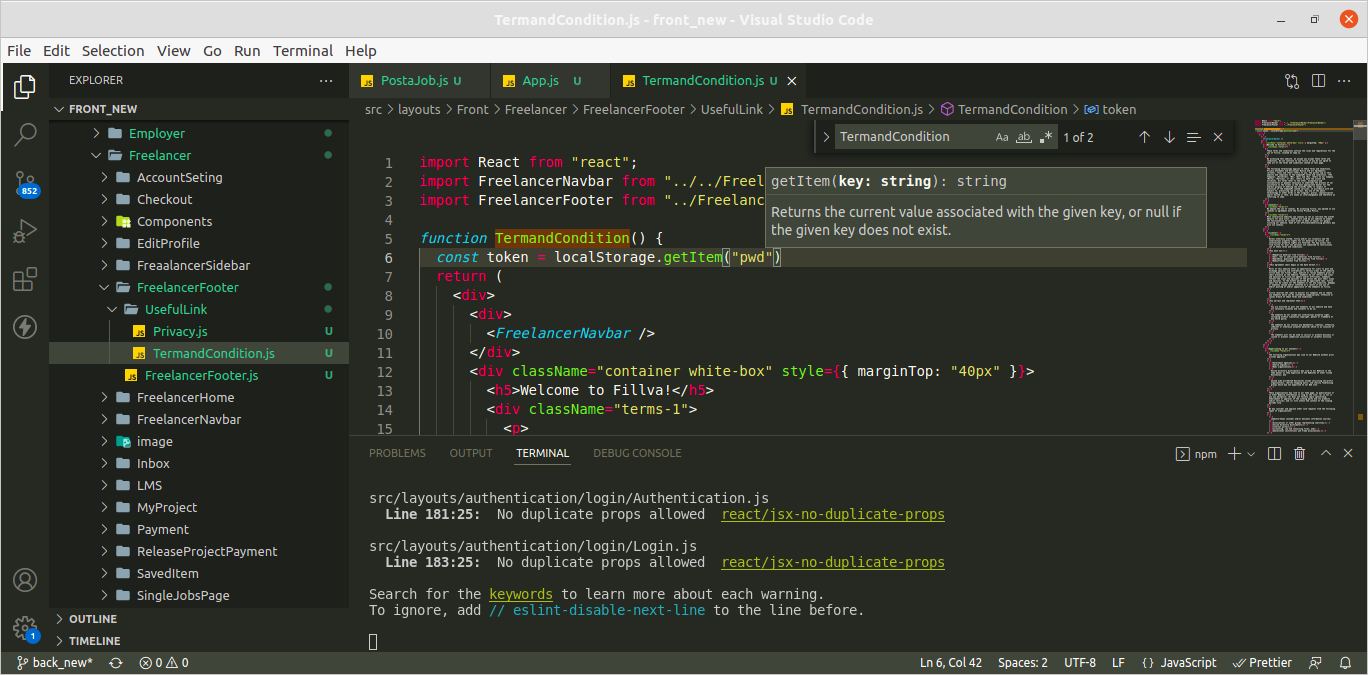 TermandCondition.js - front_new - Visual Studio Code
File Edit Selection View Go Run Terminal Help
EXPLORER
FRONT_NEW
Employer
Freelancer
AccountSeting
Checkout
Components
EditProfile
FreaalancerSidebar
FreelancerFooter
UsefulLink
JS Privacy.js U
JS TermandCondition.js U
JS FreelancerFooter.js U
FreelancerHome
FreelancerNavbar
image
Inbox
LMS
MyProject
Payment
ReleaseProjectPayment
SavedItem
SingleJobsPage
OUTLINE
TIMELINE
852
1
JS PostaJob.js U
JS App.js U
JS TermandCondition.js U
src > layouts > Front > Freelancer > FreelancerFooter > UsefulLink > JS TermandCondition.js > TermandCondition > token
TermandCondition Aa ab 1 of 2
1 import React from "react";
2 import FreelancerNavbar from "../../Freel
3 import FreelancerFooter from "../Freelanc
4
5 function TermandCondition() {
6 const token = localStorage.getItem("pwd")
7 return (
8 <div>
9 <div>
10 <FreelancerNavbar />
11 </div>
12 <div className="container white-box" style={{ marginTop: "40px" }}>
13 <h5>Welcome to Fillva!</h5>
14 <div className="terms-1">
15 <p>
getItem(key: string): string
Returns the current value associated with the given key, or null if
the given key does not exist.
PROBLEMS OUTPUT TERMINAL DEBUG CONSOLE
npm
src/layouts/authentication/login/Authentication.js
Line 181:25: No duplicate props allowed react/jsx-no-duplicate-props
src/layouts/authentication/login/Login.js
Line 183:25: No duplicate props allowed react/jsx-no-duplicate-props
Search for the keywords to learn more about each warning.
To ignore, add // eslint-disable-next-line to the line before.
back_new* 0 0 Ln 6, Col 42 Spaces: 2 UTF-8 LF {} JavaScript Prettier